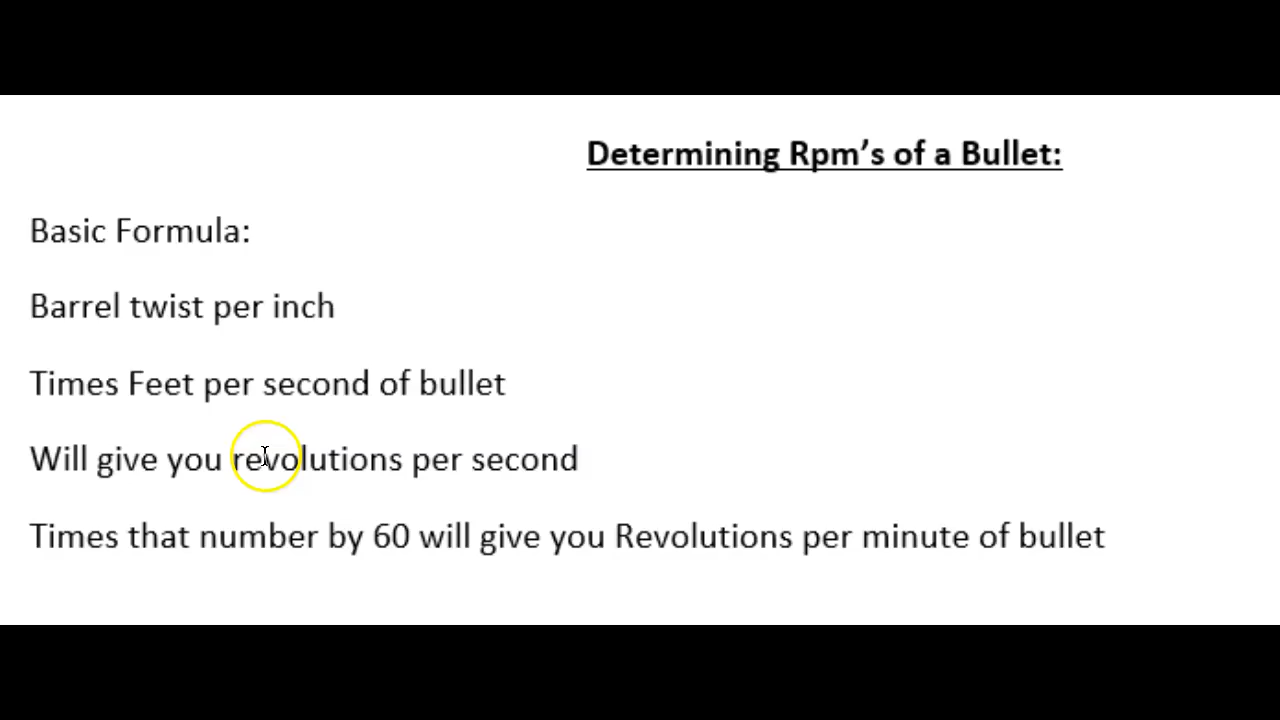 Determining Rpm’s of a Bullet:
Basic Formula:
Barrel twist per inch
Times Feet per second of bullet
Will give you revolutions per second
Times that number by 60 will give you Revolutions per minute of bullet